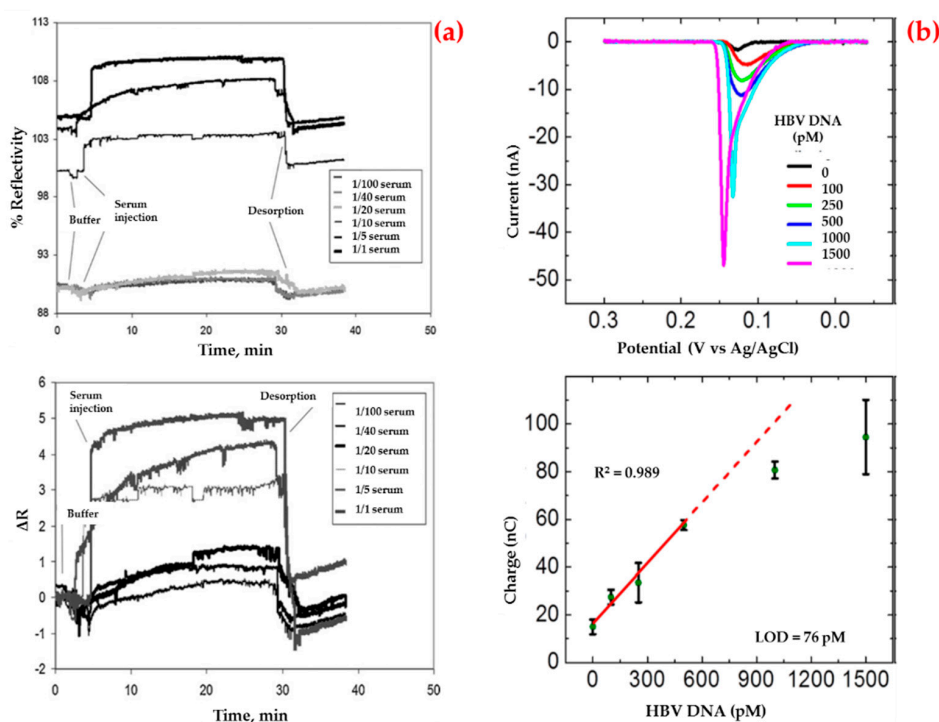 (a)
113
108
103
98
93
88
% Reflectivity
Buffer
Serum
injection
Desorption
1/100 serum
1/40 serum
1/20 serum
1/10 serum
1/5 serum
1/1 serum
0
10
20
30
40
50
Time, min
(b)
0
-10
-20
-30
-40
-50
Current (nA)
HBV DNA
(pM)
0
100
250
500
1000
1500
0.3
0.2
0.1
0.0
Potential (V vs Ag/AgCl)
6
5
4
3
2
1
0
-1
-2
ΔR
Serum
injection
Buffer
Desorption
1/100 serum
1/40 serum
1/20 serum
1/10 serum
1/5 serum
1/1 serum
0
10
20
30
40
50
Time, min
100
80
60
40
20
0
Charge (nC)
R² = 0.989
LOD = 76 pM
0
300
600
900
1200
1500
HBV DNA (pM)